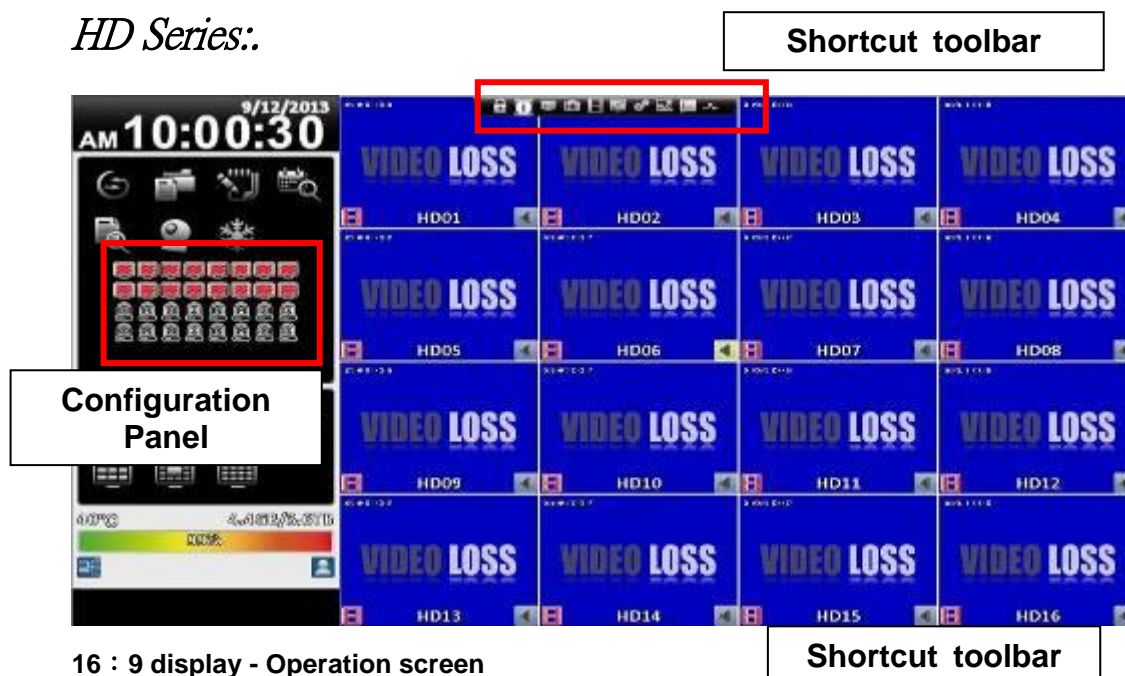 HD Series:.
Shortcut toolbar
9/12/2013
AM 10:00:30
VIDEO LOSS VIDEO LOSS VIDEO LOSS VIDEO LOSS
HD01 HD02 HD03 HD04
VIDEO LOSS VIDEO LOSS VIDEO LOSS VIDEO LOSS
HD05 HD06 HD07 HD08
Configuration
Panel
VIDEO LOSS VIDEO LOSS VIDEO LOSS VIDEO LOSS
HD09 HD10 HD11 HD12
VIDEO LOSS VIDEO LOSS VIDEO LOSS VIDEO LOSS
HD13 HD14 HD15 HD16
16：9 display - Operation screen
Shortcut toolbar